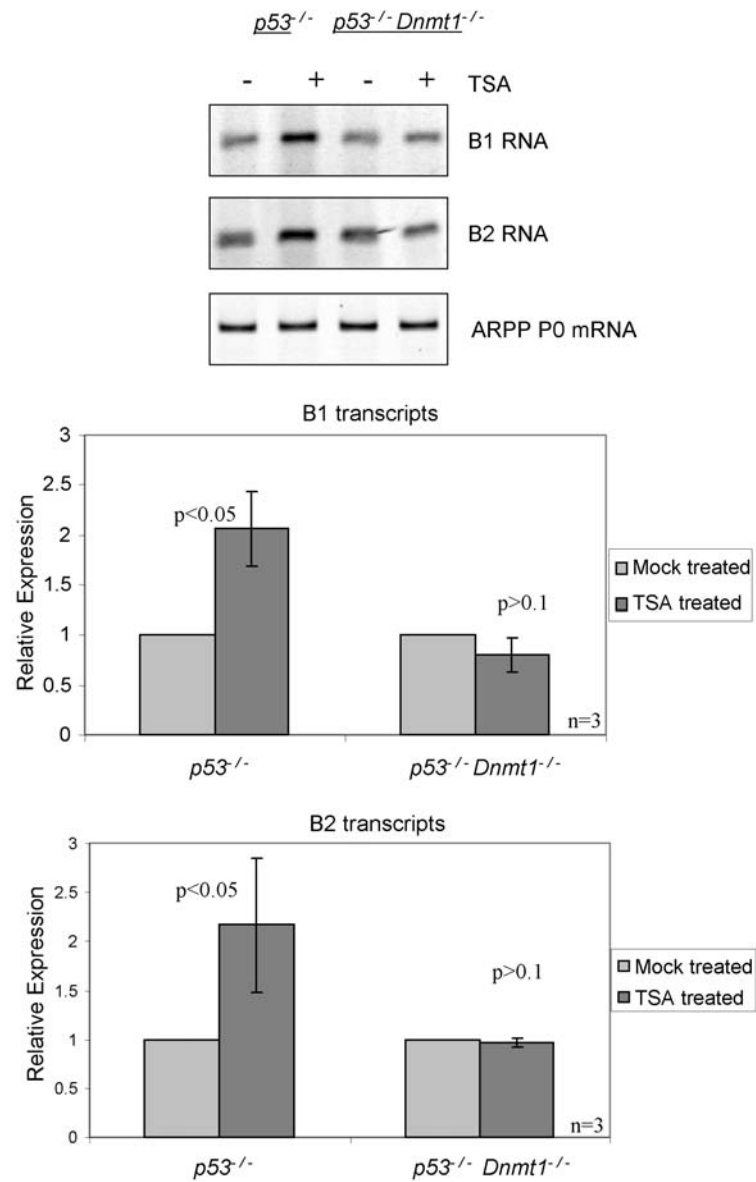 p53-/- p53-/- Dnmt1-/-
- + - + TSA
B1 RNA
B2 RNA
ARPP P0 mRNA
B1 transcripts
Relative Expression
3
2.5
2
1.5
1
0.5
0
p<0.05
p>0.1
n=3
p53-/- p53-/- Dnmt1-/-
Mock treated
TSA treated
B2 transcripts
Relative Expression
3
2.5
2
1.5
1
0.5
0
p<0.05
p>0.1
n=3
p53-/- p53-/- Dnmt1-/-
Mock treated
TSA treated